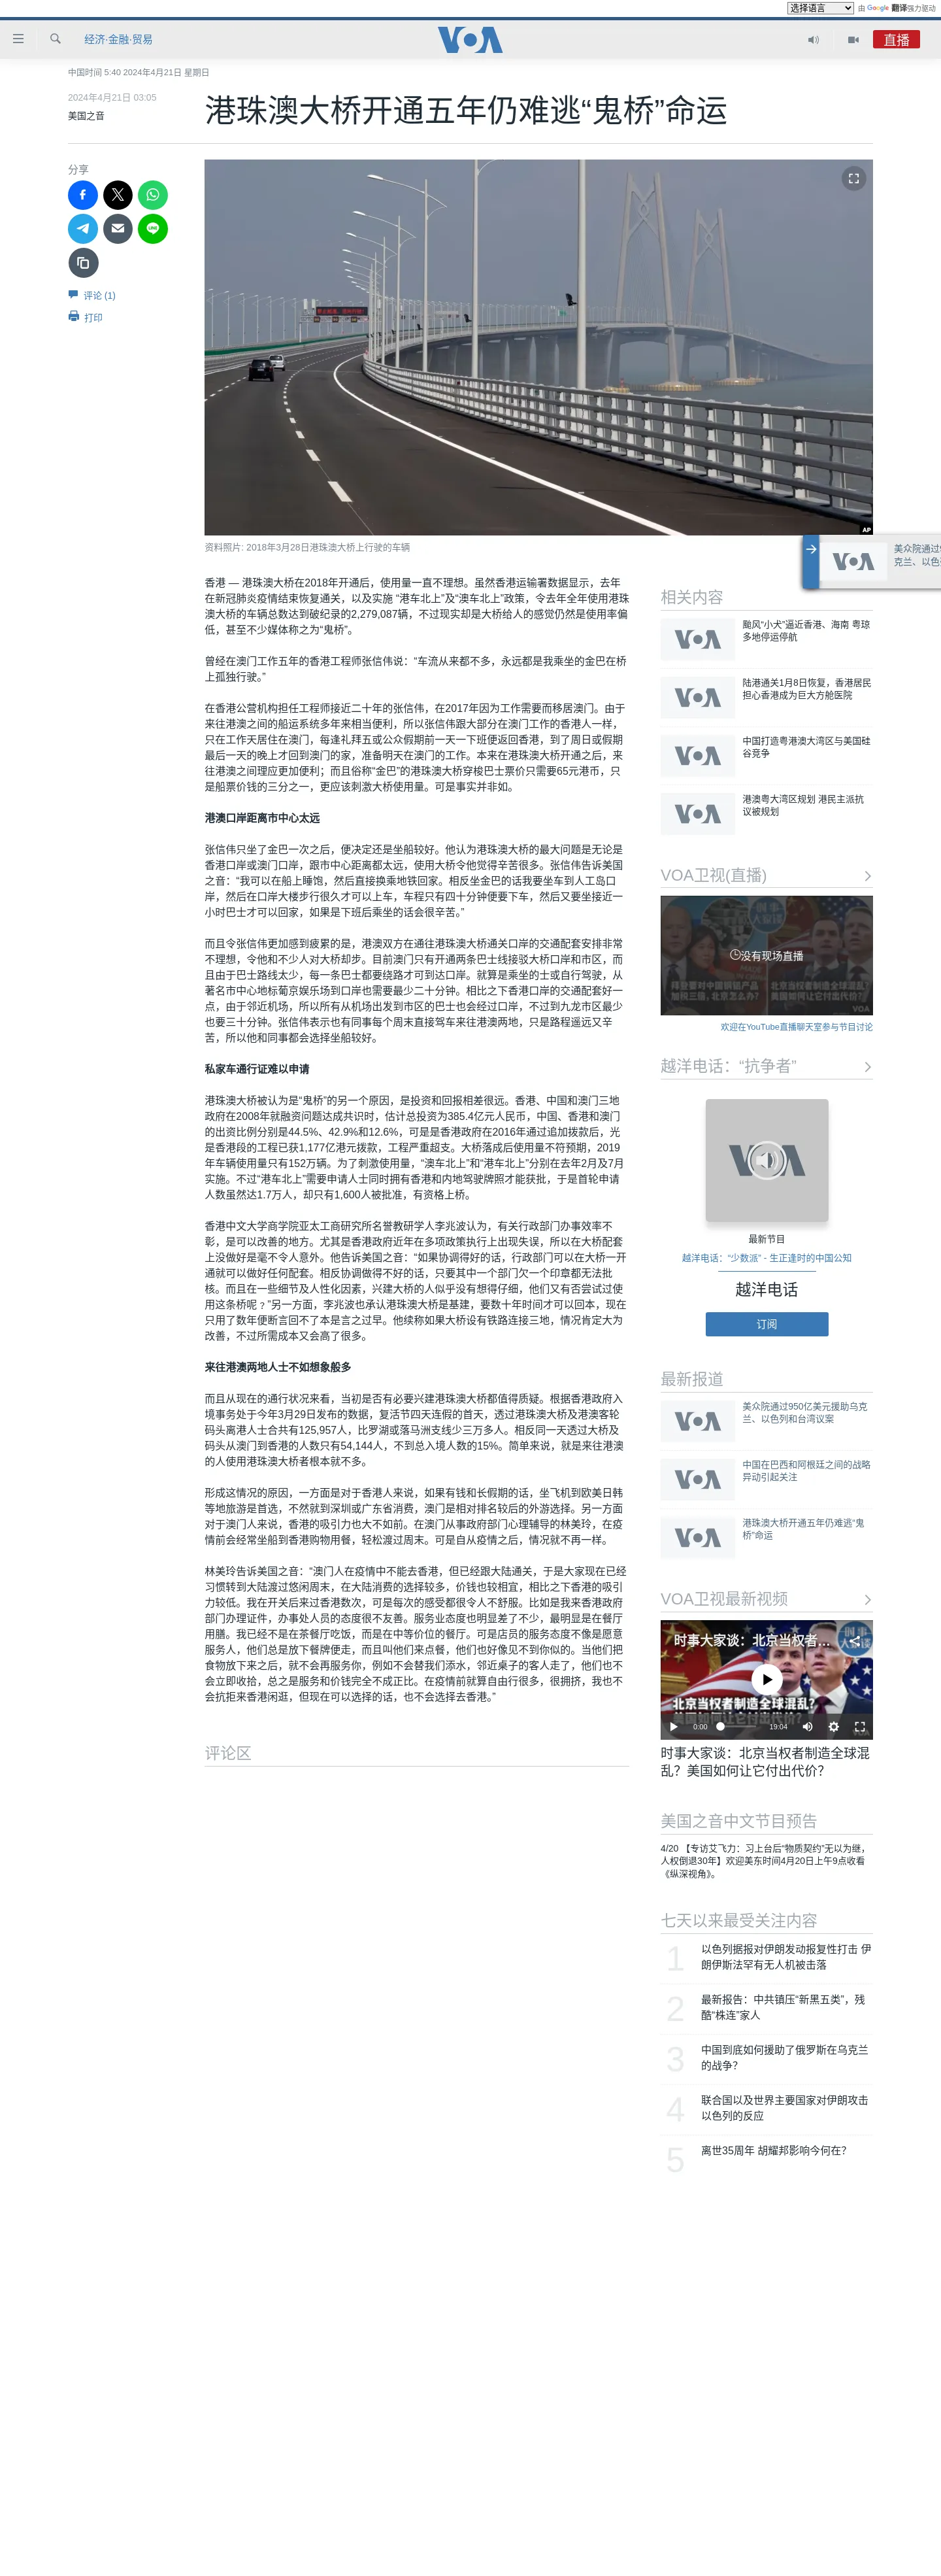 选择语言
由 Google 翻译强力驱动
经济·金融·贸易
VOA
直播
中国时间 5:40 2024年4月21日 星期日
2024年4月21日 03:05
美国之音
港珠澳大桥开通五年仍难逃“鬼桥”命运
分享
评论 (1)
打印
AP
资料照片: 2018年3月28日港珠澳大桥上行驶的车辆
香港 — 港珠澳大桥在2018年开通后，使用量一直不理想。虽然香港运输署数据显示，去年
在新冠肺炎疫情结束恢复通关，以及实施 “港车北上”及“澳车北上”政策，令去年全年使用港珠
澳大桥的车辆总数达到破纪录的2,279,087辆，不过现实却是大桥给人的感觉仍然是使用率偏
低，甚至不少媒体称之为“鬼桥”。
曾经在澳门工作五年的香港工程师张信伟说：“车流从来都不多，永远都是我乘坐的金巴在桥
上孤独行驶。”
在香港公营机构担任工程师接近二十年的张信伟，在2017年因为工作需要而移居澳门。由于
来往港澳之间的船运系统多年来相当便利，所以张信伟跟大部分在澳门工作的香港人一样，
只在工作天居住在澳门，每逢礼拜五或公众假期前一天一下班便返回香港，到了周日或假期
最后一天的晚上才回到澳门的家，准备明天在澳门的工作。本来在港珠澳大桥开通之后，来
往港澳之间理应更加便利；而且俗称“金巴”的港珠澳大桥穿梭巴士票价只需要65元港币，只
是船票价钱的三分之一，更应该刺激大桥使用量。可是事实并非如。
港澳口岸距离市中心太远
张信伟只坐了金巴一次之后，便决定还是坐船较好。他认为港珠澳大桥的最大问题是无论是
香港口岸或澳门口岸，跟市中心距离都太远，使用大桥令他觉得辛苦很多。张信伟告诉美国
之音：“我可以在船上睡饱，然后直接换乘地铁回家。相反坐金巴的话我要坐车到人工岛口
岸，然后在口岸大楼步行很久才可以上车，车程只有四十分钟便要下车，然后又要坐接近一
小时巴士才可以回家，如果是下班后乘坐的话会很辛苦。”
而且令张信伟更加感到疲累的是，港澳双方在通往港珠澳大桥通关口岸的交通配套安排非常
不理想，令他和不少人对大桥却步。目前澳门只有开通两条巴士线接驳大桥口岸和市区，而
且由于巴士路线太少，每一条巴士都要绕路才可到达口岸。就算是乘坐的士或自行驾驶，从
著名市中心地标葡京娱乐场到口岸也需要最少二十分钟。相比之下香港口岸的交通配套好一
点，由于邻近机场，所以所有从机场出发到市区的巴士也会经过口岸，不过到九龙市区最少
也要三十分钟。张信伟表示也有同事每个周末直接驾车来往港澳两地，只是路程遥远又辛
苦，所以他和同事都会选择坐船较好。
私家车通行证难以申请
港珠澳大桥被认为是“鬼桥”的另一个原因，是投资和回报相差很远。香港、中国和澳门三地
政府在2008年就融资问题达成共识时，估计总投资为385.4亿元人民币，中国、香港和澳门
的出资比例分别是44.5%、42.9%和12.6%，可是是香港政府在2016年通过追加拨款后，光
是香港段的工程已获1,177亿港元拨款，工程严重超支。大桥落成后使用量不符预期，2019
年车辆使用量只有152万辆。为了刺激使用量，“澳车北上”和“港车北上”分别在去年2月及7月
实施。不过“港车北上”需要申请人士同时拥有香港和内地驾驶牌照才能获批，于是首轮申请
人数虽然达1.7万人，却只有1,600人被批准，有资格上桥。
香港中文大学商学院亚太工商研究所名誉教研学人李兆波认为，有关行政部门办事效率不
彰，是可以改善的地方。尤其是香港政府近年在多项政策执行上出现失误，所以在大桥配套
上没做好是毫不令人意外。他告诉美国之音：“如果协调得好的话，行政部门可以在大桥一开
通就可以做好任何配套。相反协调做得不好的话，只要其中一个部门欠一个印章都无法批
核。而且在一些细节及人性化因素，兴建大桥的人似乎没有想得仔细，他们又有否尝试过使
用这条桥呢﹖”另一方面，李兆波也承认港珠澳大桥是基建，要数十年时间才可以回本，现在
只用了数年便断言回不了本是言之过早。他续称如果大桥设有铁路连接三地，情况肯定大为
改善，不过所需成本又会高了很多。
来往港澳两地人士不如想象般多
而且从现在的通行状况来看，当初是否有必要兴建港珠澳大桥都值得质疑。根据香港政府入
境事务处于今年3月29日发布的数据，复活节四天连假的首天，透过港珠澳大桥及港澳客轮
码头离港人士合共有125,957人，比罗湖或落马洲支线少三万多人。相反同一天透过大桥及
码头从澳门到香港的人数只有54,144人，不到总入境人数的15%。简单来说，就是来往港澳
的人使用港珠澳大桥者根本就不多。
形成这情况的原因，一方面是对于香港人来说，如果有钱和长假期的话，坐飞机到欧美日韩
等地旅游是首选，不然就到深圳或广东省消费，澳门是相对排名较后的外游选择。另一方面
对于澳门人来说，香港的吸引力也大不如前。在澳门从事政府部门心理辅导的林美玲，在疫
情前会经常坐船到香港购物用餐，轻松渡过周末。可是自从疫情之后，情况就不再一样。
林美玲告诉美国之音：“澳门人在疫情中不能去香港，但已经跟大陆通关，于是大家现在已经
习惯转到大陆渡过悠闲周末，在大陆消费的选择较多，价钱也较相宜，相比之下香港的吸引
力较低。我在开关后来过香港数次，可是每次的感受都很令人不舒服。比如是我来香港政府
部门办理证件，办事处人员的态度很不友善。服务业态度也明显差了不少，最明显是在餐厅
用膳。我已经不是在茶餐厅吃饭，而是在中等价位的餐厅。可是店员的服务态度不像是愿意
服务人，他们总是放下餐牌便走，而且叫他们来点餐，他们也好像见不到你似的。当他们把
食物放下来之后，就不会再服务你，例如不会替我们添水，邻近桌子的客人走了，他们也不
会立即收拾，总之是服务和价钱完全不成正比。在疫情前就算自由行很多，很拥挤，我也不
会抗拒来香港闲逛，但现在可以选择的话，也不会选择去香港。”
评论区
VOA
美众院通过
克兰、以色
相关内容
VOA
飈风“小犬”逼近香港、海南 粤琼
多地停运停航
VOA
陆港通关1月8日恢复，香港居民
担心香港成为巨大方舱医院
VOA
中国打造粤港澳大湾区与美国硅
谷竞争
VOA
港澳粤大湾区规划 港民主派抗
议被规划
VOA卫视(直播)
没有现场直播
欢迎在YouTube直播聊天室参与节目讨论
越洋电话：“抗争者”
VOA
最新节目
越洋电话：“少数派” - 生正逢时的中国公知
越洋电话
订阅
最新报道
VOA
美众院通过950亿美元援助乌克
兰、以色列和台湾议案
VOA
中国在巴西和阿根廷之间的战略
异动引起关注
VOA
港珠澳大桥开通五年仍难逃“鬼
桥”命运
VOA卫视最新视频
时事大家谈：北京当权者...
北京当权者制造全球混乱?
0:00
19:04
时事大家谈：北京当权者制造全球混
乱？美国如何让它付出代价？
美国之音中文节目预告
4/20 【专访艾飞力：习上台后“物质契约”无以为继，
人权倒退30年】欢迎美东时间4月20日上午9点收看
《纵深视角》。
七天以来最受关注内容
1
以色列据报对伊朗发动报复性打击 伊
朗伊斯法罕有无人机被击落
2
最新报告：中共镇压“新黑五类”，残
酷“株连”家人
3
中国到底如何援助了俄罗斯在乌克兰
的战争？
4
联合国以及世界主要国家对伊朗攻击
以色列的反应
5
离世35周年 胡耀邦影响今何在？